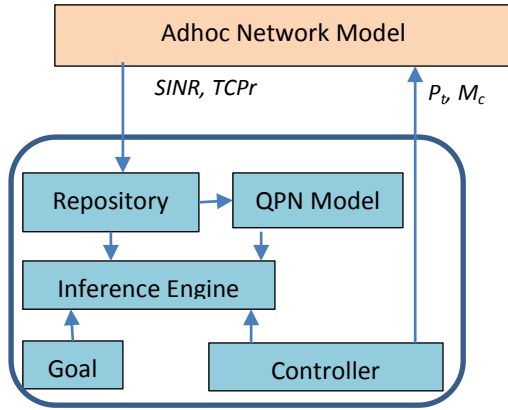 Adhoc Network Model
SINR, TCPr
Pt, Mc
Repository
QPN Model
Inference Engine
Goal
Controller